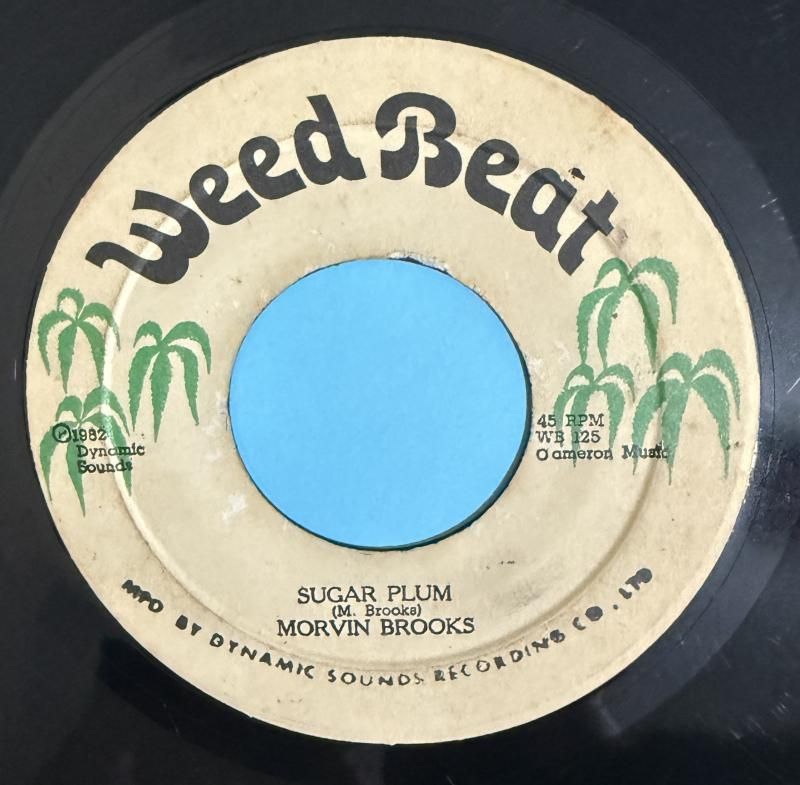 Weed Beat
℗1982
Dynamic
Sounds
45 RPM
WB 125
Cameron Music
SUGAR PLUM
(M. Brooks)
MORVIN BROOKS
MFD BY DYNAMIC SOUNDS RECORDING CO. LTD